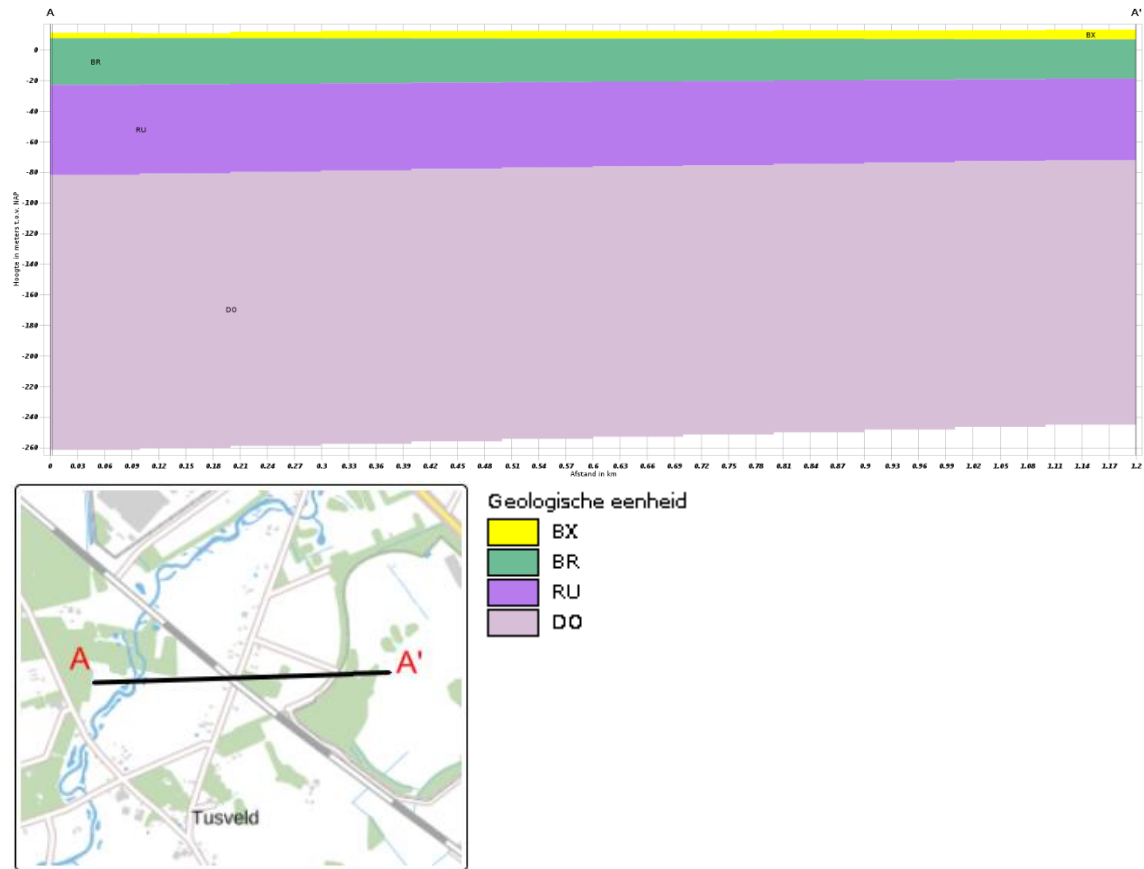 A A'
BX
0
BR
-20
-40
RU
-60
-80
-100
-120
-140
-160
DO
-180
-200
-220
-240
-260
Hoogte in meters t.o.v. NAP
0 0.03 0.06 0.09 0.12 0.15 0.18 0.21 0.24 0.27 0.3 0.33 0.36 0.39 0.42 0.45 0.48 0.51 0.54 0.57 0.6 0.63 0.66 0.69 0.72 0.75 0.78 0.81 0.84 0.87 0.9 0.93 0.96 0.99 1.02 1.05 1.08 1.11 1.14 1.17 1.2
Afstand in km
A A'
Tusveld
Geologische eenheid
BX
BR
RU
DO